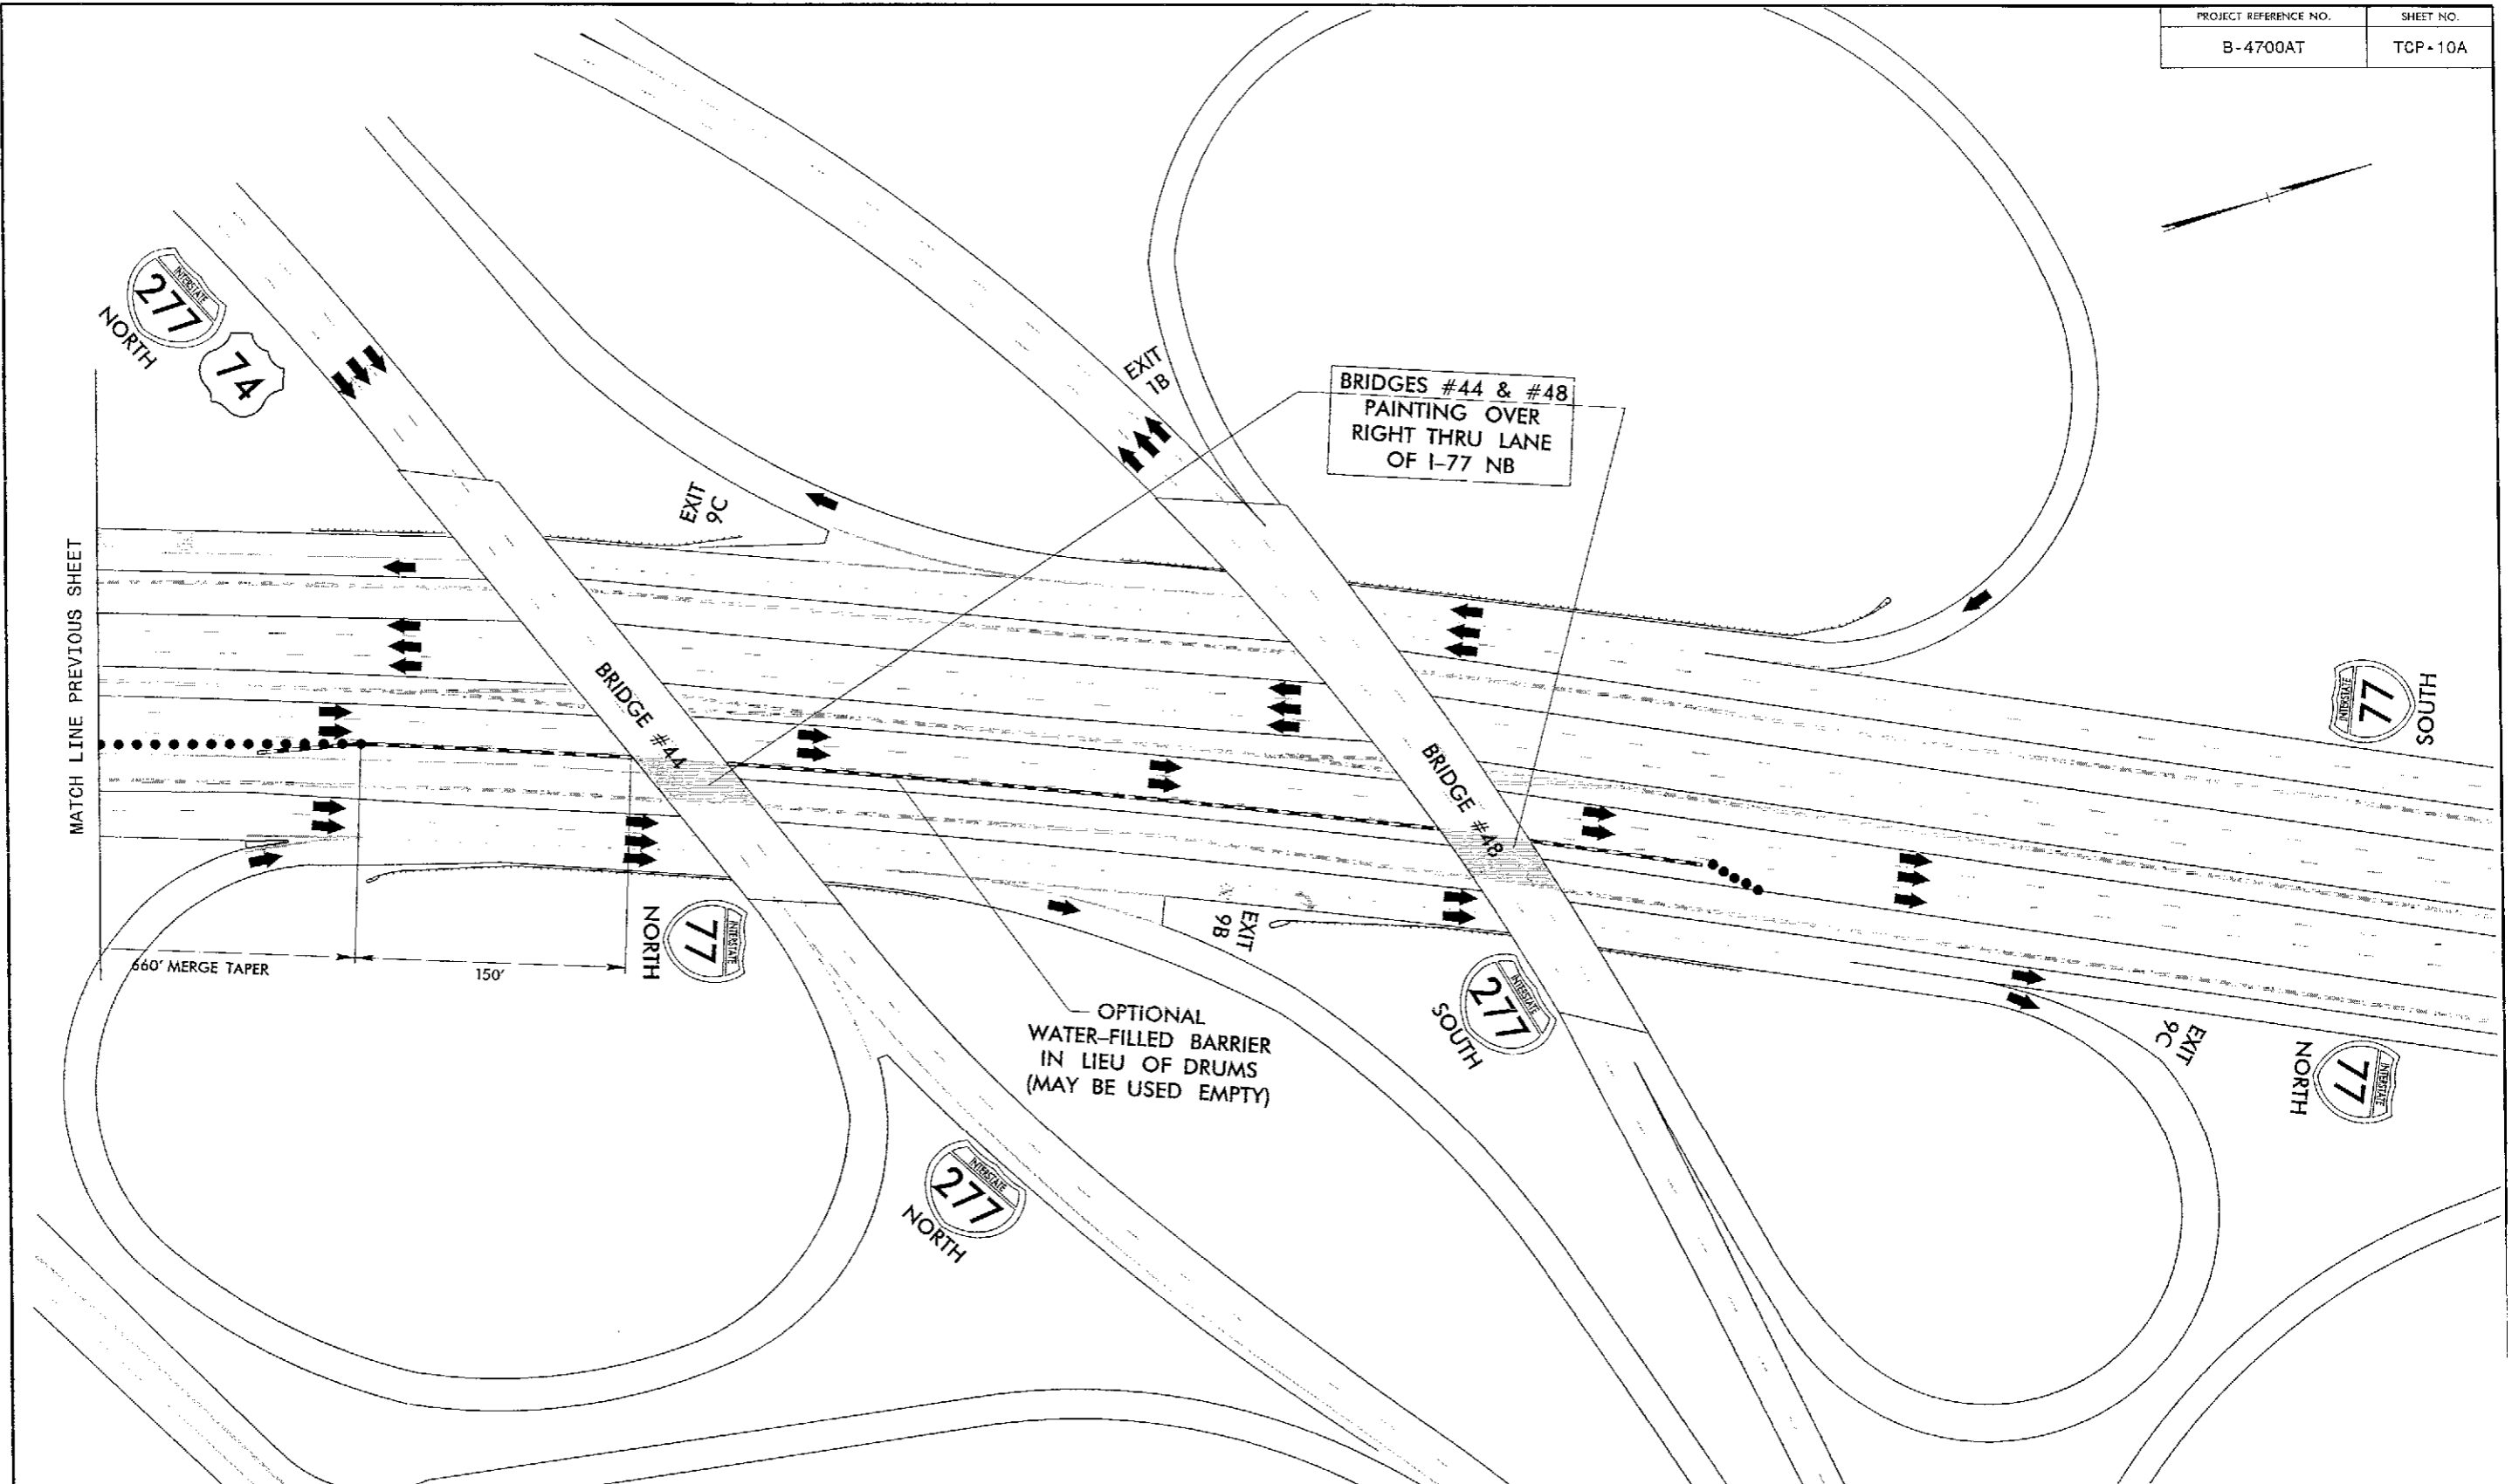 PROJECT REFERENCE NO.
SHEET NO.
B-4700AT
TCP-10A
INTERSTATE
277
NORTH
74
EXIT
1B
BRIDGES #44 & #48
PAINTING OVER
RIGHT THRU LANE
OF I-77 NB
EXIT
9C
MATCH LINE PREVIOUS SHEET
BRIDGE #44
BRIDGE #48
INTERSTATE
77
SOUTH
660' MERGE TAPER
150'
INTERSTATE
77
NORTH
EXIT
9B
INTERSTATE
277
SOUTH
OPTIONAL
WATER-FILLED BARRIER
IN LIEU OF DRUMS
(MAY BE USED EMPTY)
EXIT
9C
INTERSTATE
77
NORTH
INTERSTATE
277
NORTH